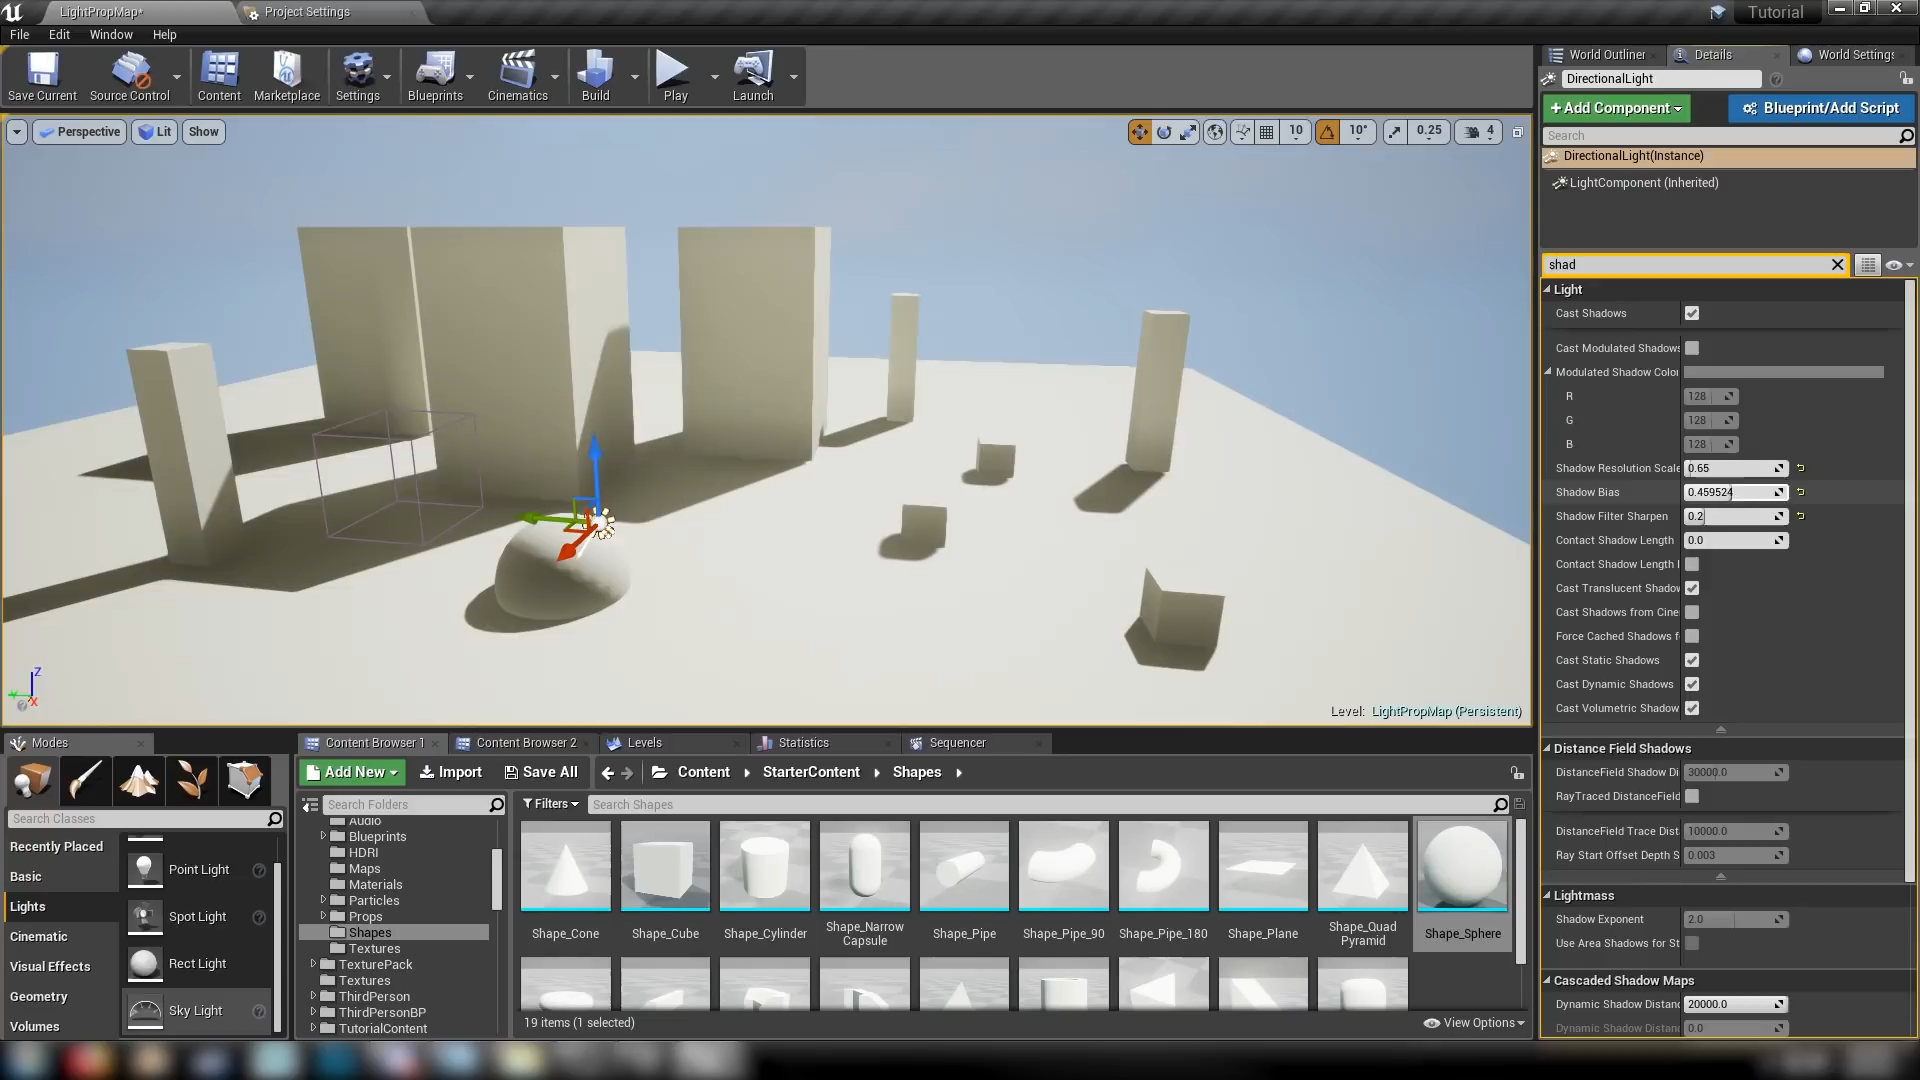 LightPropMap*
Project Settings
Tutorial
File
Edit
Window
Help
Save Current
Source Control
Content
Marketplace
Settings
Blueprints
Cinematics
Build
Play
Launch
Perspective
Lit
Show
10
10°
0.25
4
Z
X
Level: LightPropMap (Persistent)
World Outliner
Details
World Settings
DirectionalLight
+Add Component
Blueprint/Add Script
Search
DirectionalLight(Instance)
LightComponent (Inherited)
shad
Light
Cast Shadows
Cast Modulated Shadows
Modulated Shadow Color
R 128
G 128
B 128
Shadow Resolution Scale 0.65
Shadow Bias 0.459524
Shadow Filter Sharpen 0.2
Contact Shadow Length 0.0
Contact Shadow Length I
Cast Translucent Shadow
Cast Shadows from Cine
Force Cached Shadows f
Cast Static Shadows
Cast Dynamic Shadows
Cast Volumetric Shadow
Distance Field Shadows
DistanceField Shadow Di 30000.0
RayTraced DistanceField
DistanceField Trace Dist 10000.0
Ray Start Offset Depth S 0.003
Lightmass
Shadow Exponent 2.0
Use Area Shadows for St
Cascaded Shadow Maps
Dynamic Shadow Distanc 20000.0
Dynamic Shadow Distanc 0.0
Modes
Search Classes
Recently Placed
Basic
Lights
Cinematic
Visual Effects
Geometry
Volumes
Point Light
Spot Light
Rect Light
Sky Light
Content Browser 1
Content Browser 2
Levels
Statistics
Sequencer
Add New
Import
Save All
Content
StarterContent
Shapes
Search Folders
Filters
Search Shapes
Audio
Blueprints
HDRI
Maps
Materials
Particles
Props
Shapes
Textures
TexturePack
Textures
ThirdPerson
ThirdPersonBP
TutorialContent
Shape_Cone
Shape_Cube
Shape_Cylinder
Shape_Narrow
Capsule
Shape_Pipe
Shape_Pipe_90
Shape_Pipe_180
Shape_Plane
Shape_Quad
Pyramid
Shape_Sphere
19 items (1 selected)
View Options